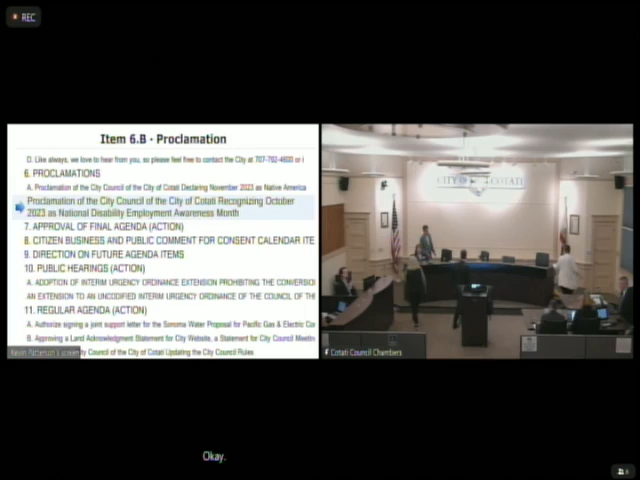 REC
Item 6.B · Proclamation
D. Like always, we love to hear from you, so please feel free to contact the City at 707-792-4600 or i
6. PROCLAMATIONS
A. Proclamation of the City Council of the City of Cotati Declaring November 2023 as Native America
Proclamation of the City Council of the City of Cotati Recognizing October
2023 as National Disability Employment Awareness Month
7. APPROVAL OF FINAL AGENDA (ACTION)
8. CITIZEN BUSINESS AND PUBLIC COMMENT FOR CONSENT CALENDAR ITE
9. DIRECTION ON FUTURE AGENDA ITEMS
10. PUBLIC HEARINGS (ACTION)
A. ADOPTION OF INTERIM URGENCY ORDINANCE EXTENSION PROHIBITING THE CONVERSIO
AN EXTENSION TO AN UNCODIFIED INTERIM URGENCY ORDINANCE OF THE COUNCIL OF TH
11. REGULAR AGENDA (ACTION)
A. Authorize signing a joint support letter for the Sonoma Water Proposal for Pacific Gas & Electric Co
B. Approving a Land Acknowledgment Statement for City Website, a Statement for City Council Meetin
by Council of the City of Cotati Updating the City Council Rules
CITY OF COTATI
Cotati Council Chambers
Okay.